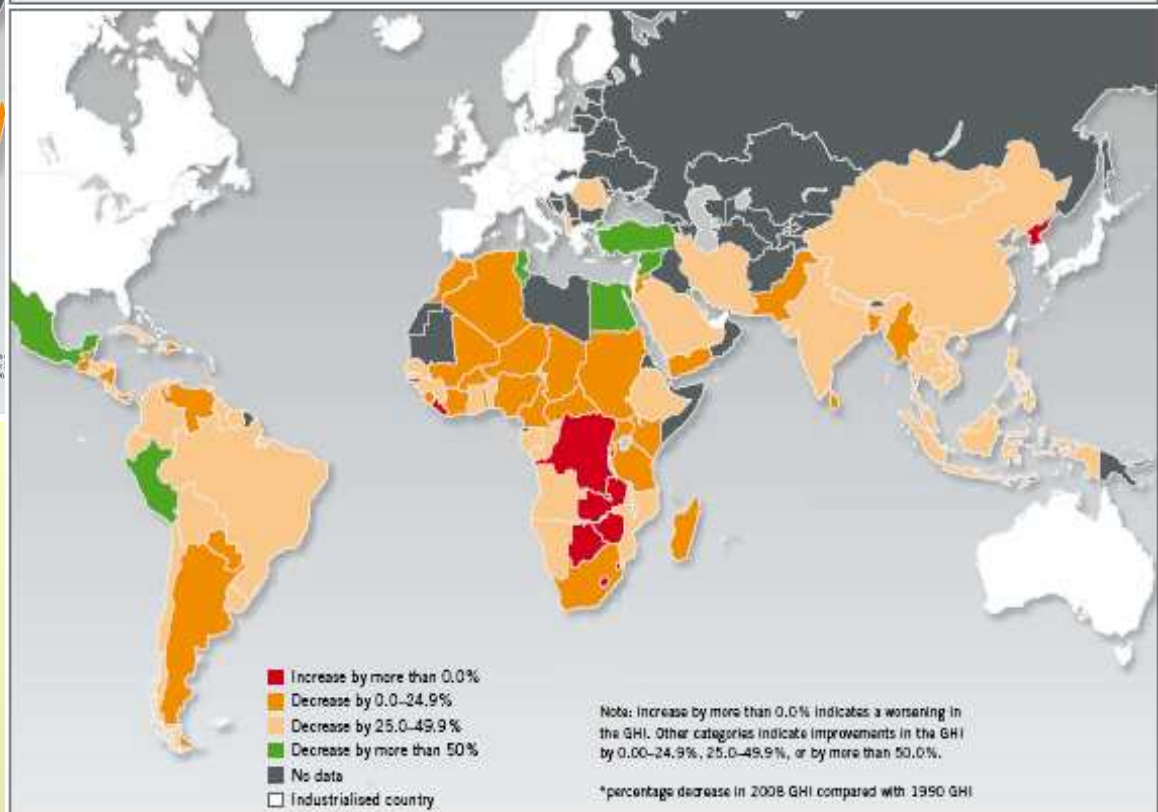 Increase by more than 0.0%
Decrease by 0.0–24.9%
Decrease by 25.0–49.9%
Decrease by more than 50%
No data
Industrialised country
Note: Increase by more than 0.0% indicates a worsening in
the GHI. Other categories indicate improvements in the GHI
by 0.00–24.9%, 25.0–49.9%, or by more than 50.0%.
*percentage decrease in 2008 GHI compared with 1990 GHI